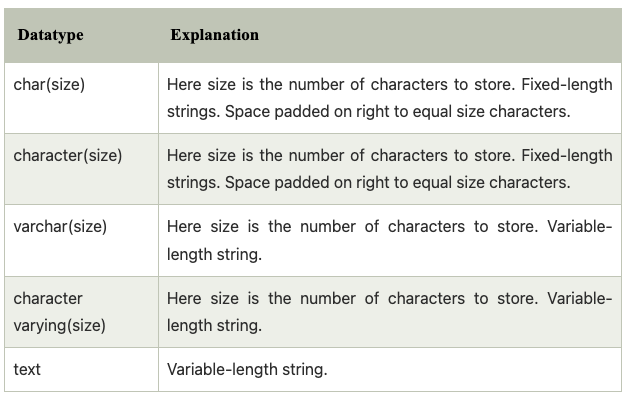 Datatype Explanation
char(size) Here size is the number of characters to store. Fixed-length
strings. Space padded on right to equal size characters.
character(size) Here size is the number of characters to store. Fixed-length
strings. Space padded on right to equal size characters.
varchar(size) Here size is the number of characters to store. Variable-
length string.
character Here size is the number of characters to store. Variable-
varying(size) length string.
text Variable-length string.